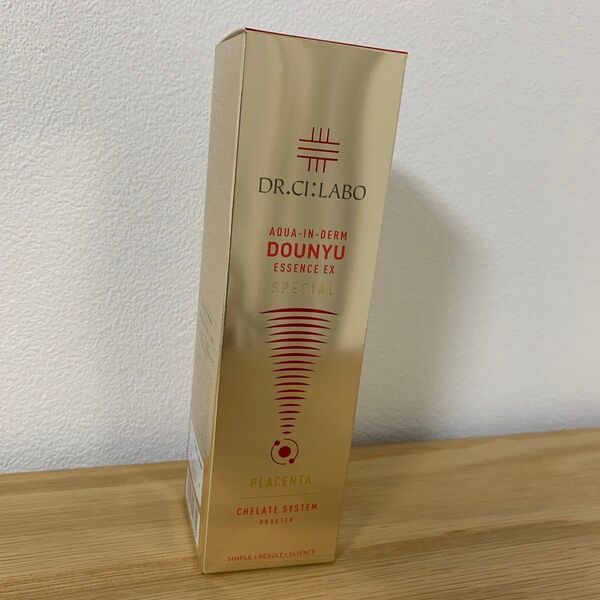 DR.CI:LABO
AQUA-IN-DERM
DOUNYU
ESSENCE EX
SPECIAL
PLACENTA
CHELATE SYSTEM
BOOSTER
SIMPLE+RESULT+SCIENCE